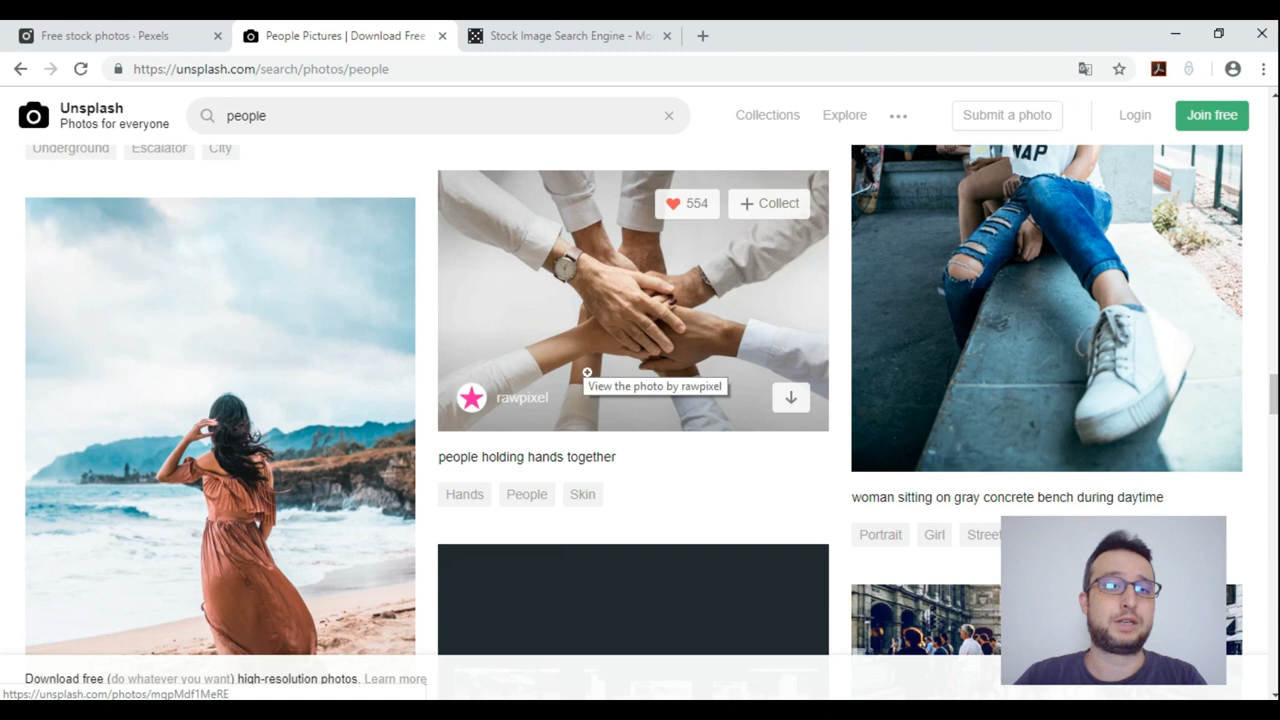 Free stock photos · Pexels
People Pictures | Download Free
Stock Image Search Engine - Mo
https://unsplash.com/search/photos/people
Unsplash
Photos for everyone
people
Collections
Explore
Submit a photo
Login
Join free
Underground
Escalator
City
NAP
554
Collect
View the photo by rawpixel
rawpixel
people holding hands together
Hands
People
Skin
woman sitting on gray concrete bench during daytime
Portrait
Girl
Street
Download free (do whatever you want) high-resolution photos. Learn more
https://unsplash.com/photos/mqpMdf1MeRE